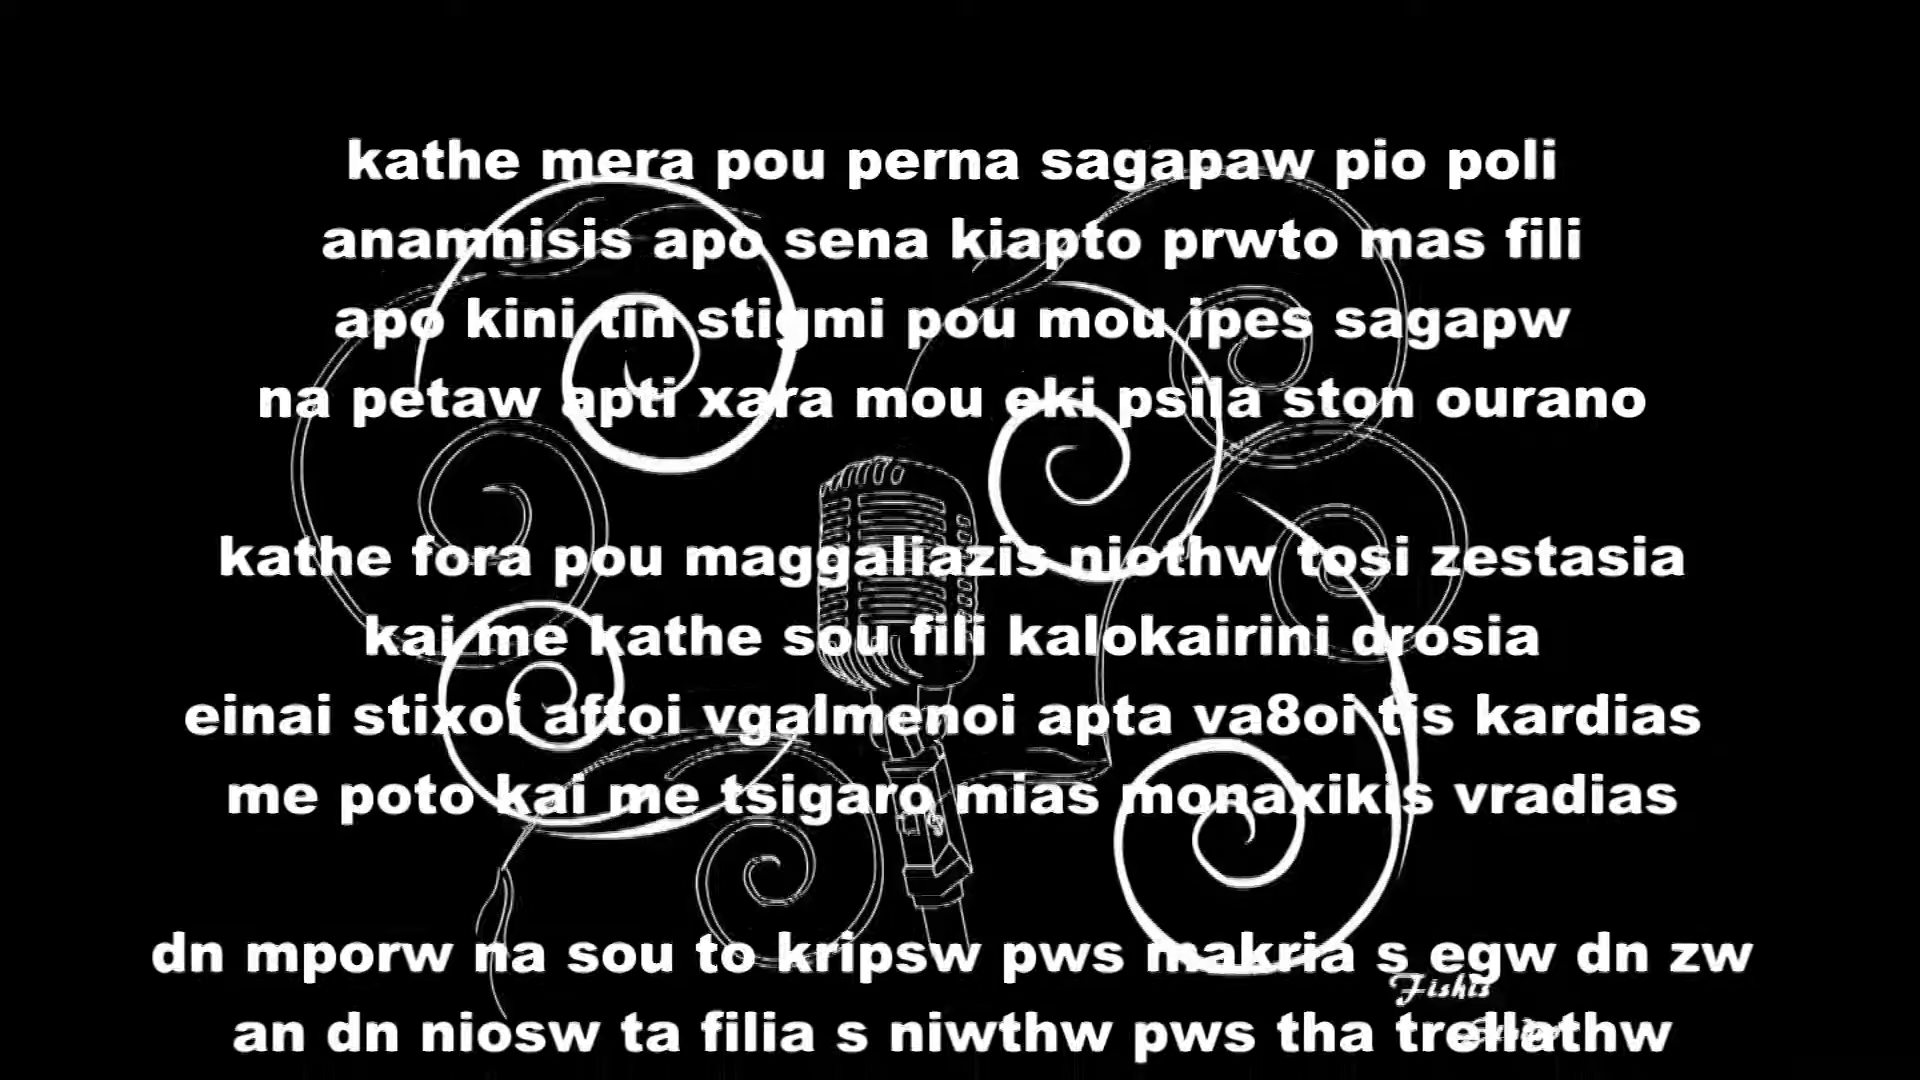 kathe mera pou perna sagapaw pio poli
anamnisis apo sena kiapto prwto mas fili
apo kini tin stigmi pou mou ipes sagapw
na petaw apti xara mou eki psila ston ourano
kathe fora pou maggaliazis niothw tosi zestasia
kai me kathe sou fili kalokairini drosia
einai stixoi aftoi vgalmenoi apta va8oi tis kardias
me poto kai me tsigaro mias monaxikis vradias
dn mporw na sou to kripsw pws makria s egw dn zw
Fishis
an dn niosw ta filia s niwthw pws tha trellathw